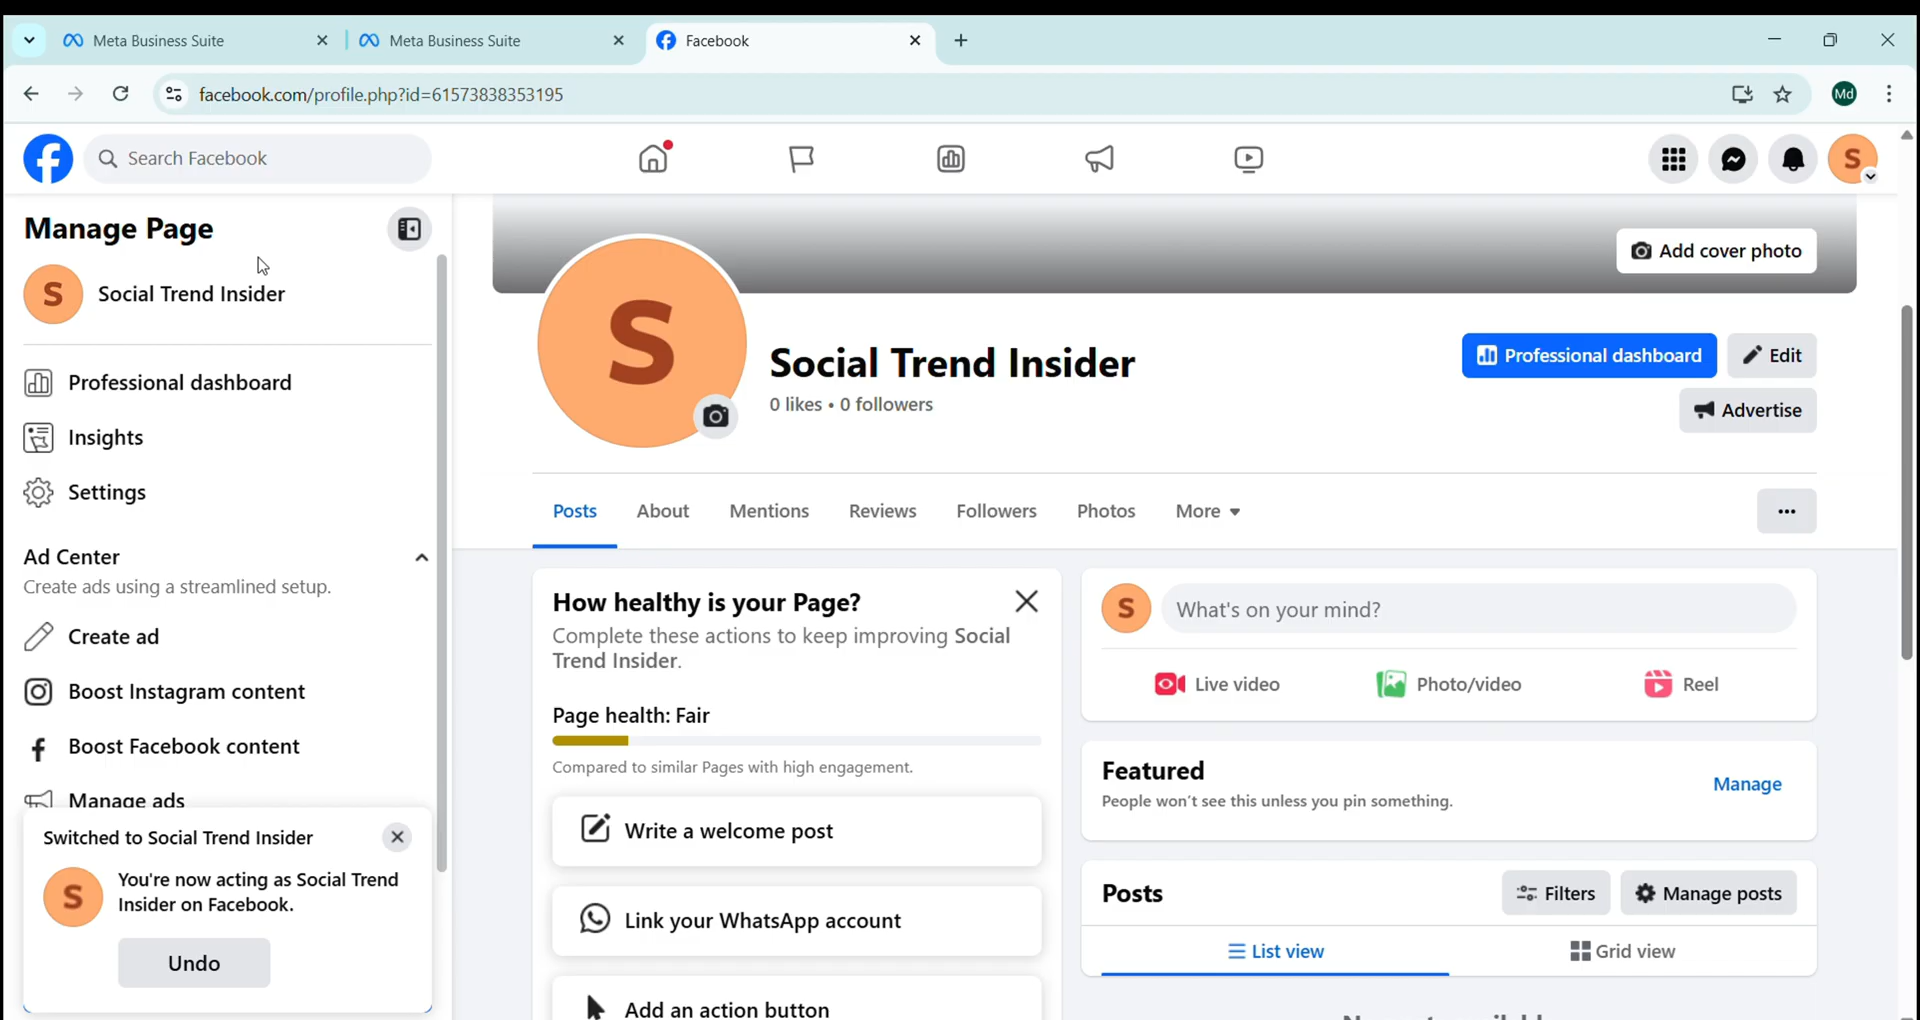 Meta Business Suite
Meta Business Suite
Facebook
facebook.com/profile.php?id=61573838353195
Md
Search Facebook
S
Manage Page
S
Social Trend Insider
Professional dashboard
Insights
Settings
Ad Center
Create ads using a streamlined setup.
Create ad
Boost Instagram content
Boost Facebook content
Manage ads
Switched to Social Trend Insider
S
You're now acting as Social Trend
Insider on Facebook.
Undo
Add cover photo
S
Social Trend Insider
0 likes • 0 followers
Professional dashboard
Edit
Advertise
Posts
About
Mentions
Reviews
Followers
Photos
More
How healthy is your Page?
Complete these actions to keep improving Social
Trend Insider.
Page health: Fair
Compared to similar Pages with high engagement.
Write a welcome post
Link your WhatsApp account
Add an action button
S
What's on your mind?
Live video
Photo/video
Reel
Featured
People won't see this unless you pin something.
Manage
Posts
Filters
Manage posts
List view
Grid view